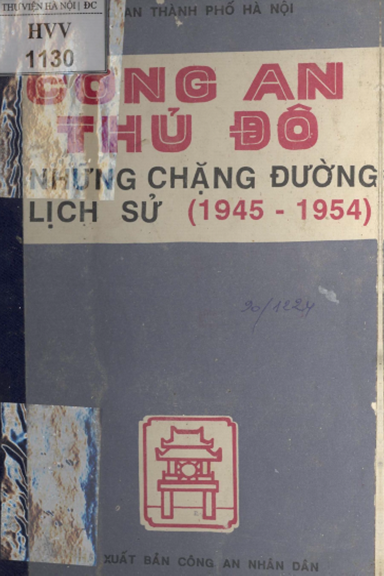 THƯ VIỆN HÀ NỘI | ĐC
HVV
1130
AN THÀNH PHỐ HÀ NỘI
CÔNG AN
THỦ ĐÔ
NHỮNG CHẶNG ĐƯỜNG
LỊCH SỬ (1945 - 1954)
XUẤT BẢN CÔNG AN NHÂN DÂN